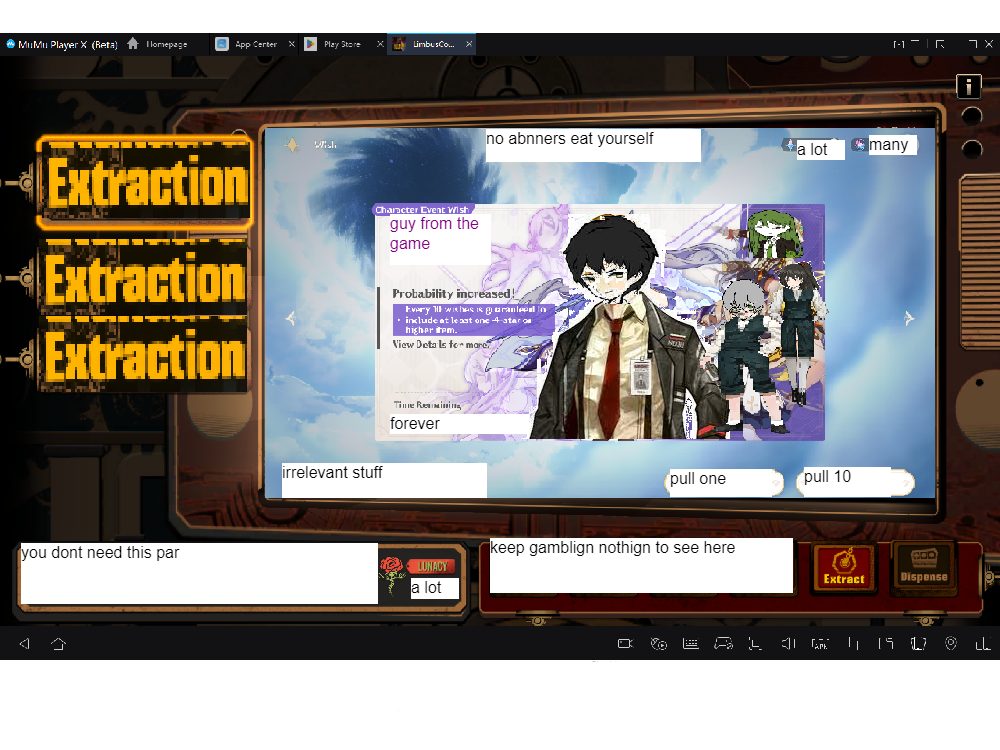 MuMu Player X (Beta)
Homepage
App Center
Play Store
LimbusCo...
Extraction
Extraction
Extraction
Wish
no abnners eat yourself
a lot
many
Character Event Wish
guy from the
game
Probability increased!
Every 10 wishes is guaranteed to
include at least one 4-star or
higher item.
View Details for more.
Time Remaining
forever
irrelevant stuff
pull one
pull 10
you dont need this par
LUNACY
a lot
keep gamblign nothign to see here
Extract
Dispense